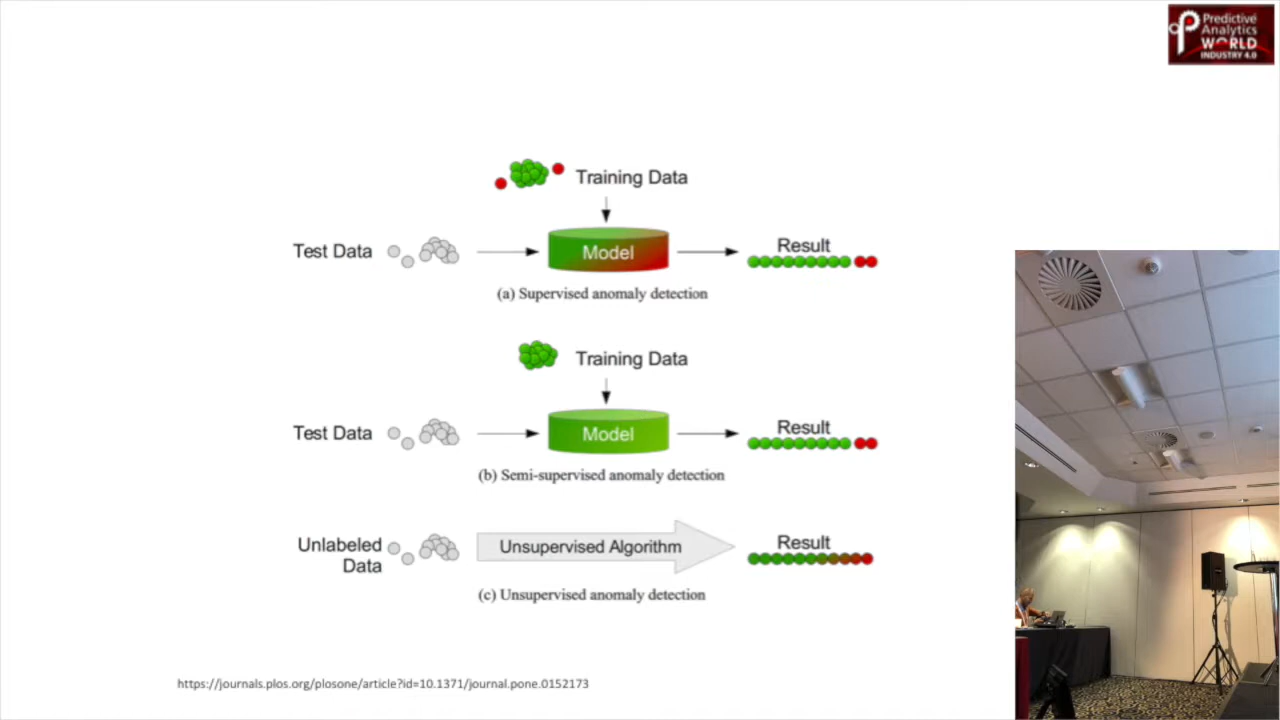 Predictive
Analytics
WORLD
INDUSTRY 4.0
Training Data
Test Data
Model
Result
(a) Supervised anomaly detection
Training Data
Test Data
Model
Result
(b) Semi-supervised anomaly detection
Unlabeled
Data
Unsupervised Algorithm
Result
(c) Unsupervised anomaly detection
https://journals.plos.org/plosone/article?id=10.1371/journal.pone.0152173